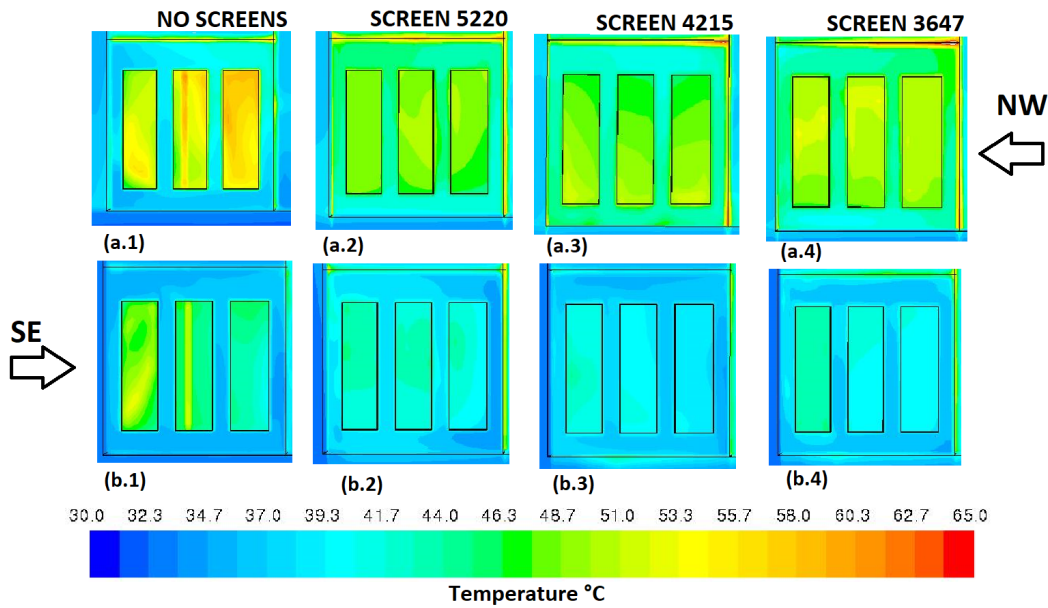 NO SCREENS SCREEN 5220 SCREEN 4215 SCREEN 3647
NW
(a.1) (a.2) (a.3) (a.4)
SE
(b.1) (b.2) (b.3) (b.4)
30.0 32.3 34.7 37.0 39.3 41.7 44.0 46.3 48.7 51.0 53.3 55.7 58.0 60.3 62.7 65.0
Temperature °C